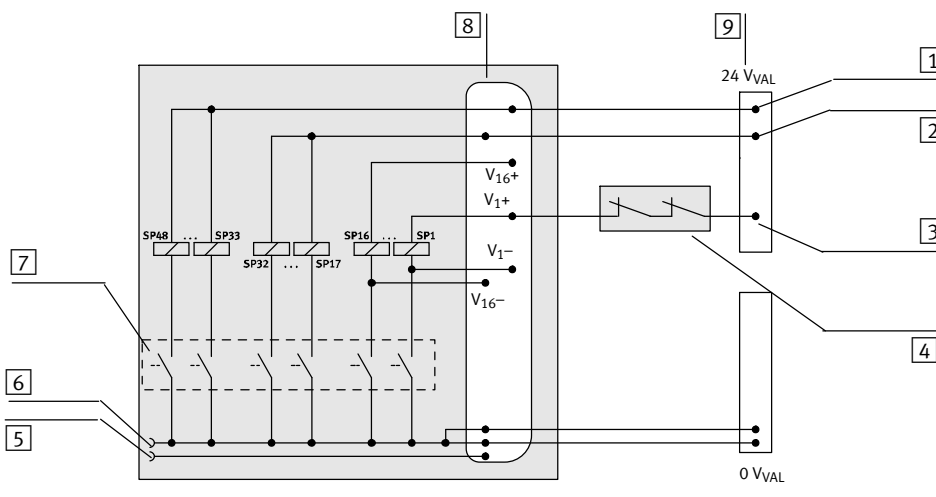 8
9
1
24 VVAL
2
V16+
V1+
SP48 ... SP33
SP16 ... SP1
3
SP32 ... SP17
V1–
7
V16–
4
6
5
0 VVAL